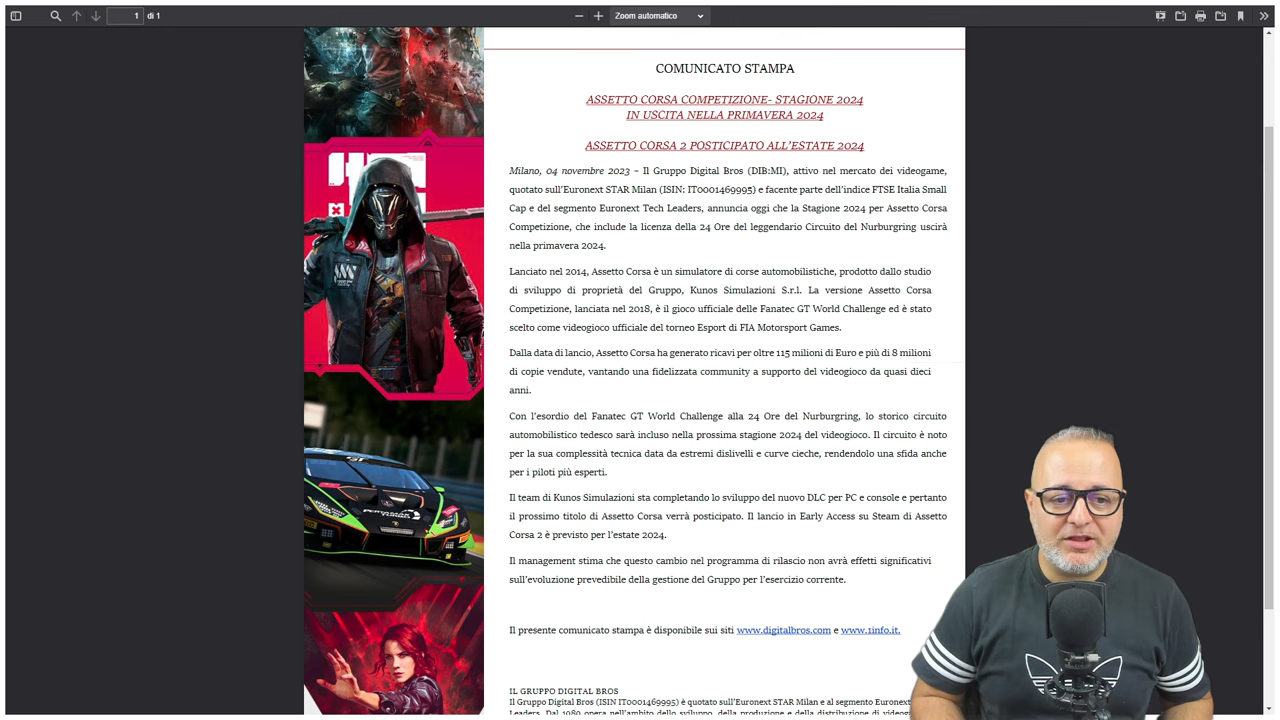 1 di 1
Zoom automatico
COMUNICATO STAMPA
ASSETTO CORSA COMPETIZIONE- STAGIONE 2024
IN USCITA NELLA PRIMAVERA 2024
ASSETTO CORSA 2 POSTICIPATO ALL'ESTATE 2024
Milano, 04 novembre 2023 – Il Gruppo Digital Bros (DIB:MI), attivo nel mercato dei videogame,
quotato sull'Euronext STAR Milan (ISIN: IT0001469995) e facente parte dell'indice FTSE Italia Small
Cap e del segmento Euronext Tech Leaders, annuncia oggi che la Stagione 2024 per Assetto Corsa
Competizione, che include la licenza della 24 Ore del leggendario Circuito del Nurburgring uscirà
nella primavera 2024.
Lanciato nel 2014, Assetto Corsa è un simulatore di corse automobilistiche, prodotto dallo studio
di sviluppo di proprietà del Gruppo, Kunos Simulazioni S.r.l. La versione Assetto Corsa
Competizione, lanciata nel 2018, è il gioco ufficiale delle Fanatec GT World Challenge ed è stato
scelto come videogioco ufficiale del torneo Esport di FIA Motorsport Games.
Dalla data di lancio, Assetto Corsa ha generato ricavi per oltre 115 milioni di Euro e più di 8 milioni
di copie vendute, vantando una fidelizzata community a supporto del videogioco da quasi dieci
anni.
Con l'esordio del Fanatec GT World Challenge alla 24 Ore del Nurburgring, lo storico circuito
automobilistico tedesco sarà incluso nella prossima stagione 2024 del videogioco. Il circuito è noto
per la sua complessità tecnica data da estremi dislivelli e curve cieche, rendendolo una sfida anche
per i piloti più esperti.
Il team di Kunos Simulazioni sta completando lo sviluppo del nuovo DLC per PC e console e pertanto
il prossimo titolo di Assetto Corsa verrà posticipato. Il lancio in Early Access su Steam di Assetto
Corsa 2 è previsto per l'estate 2024.
Il management stima che questo cambio nel programma di rilascio non avrà effetti significativi
sull'evoluzione prevedibile della gestione del Gruppo per l'esercizio corrente.
Il presente comunicato stampa è disponibile sui siti www.digitalbros.com e www.1info.it.
IL GRUPPO DIGITAL BROS
Il Gruppo Digital Bros (ISIN IT0001469995) è quotato sull'Euronext STAR Milan e al segmento Euronext
Leaders. Dal 1989 opera nell'ambito dello sviluppo, della produzione e della distribuzione di
adidas